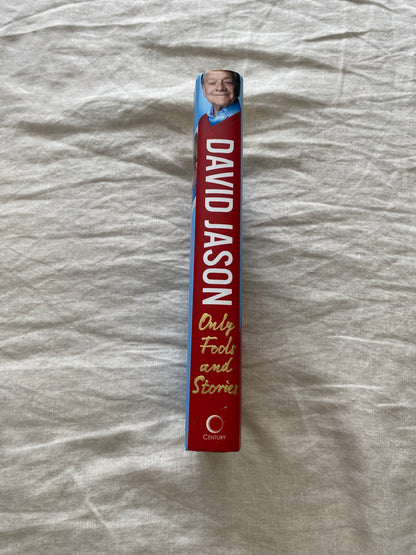 DAVID JASON
Only
Fools
and
Stories
CENTURY